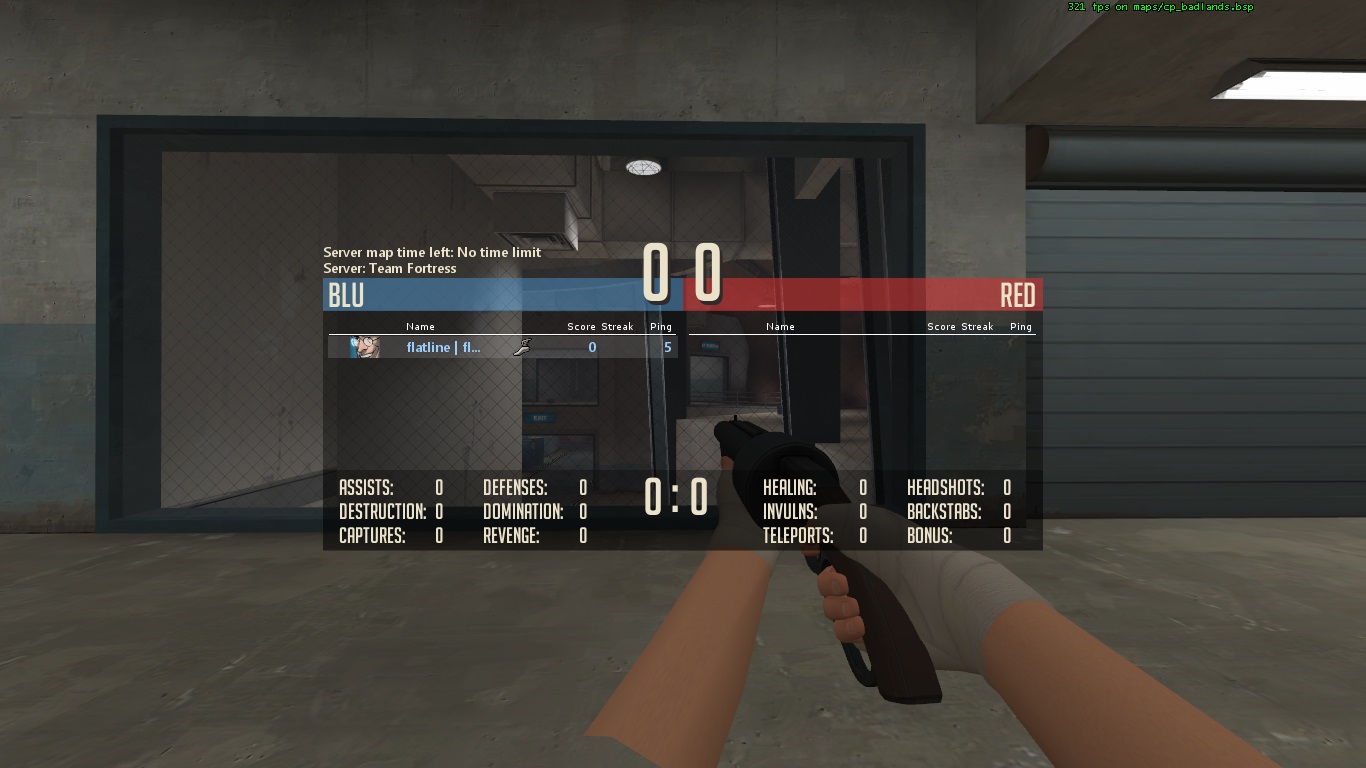 321 fps on maps/cp_badlands.bsp
Server map time left: No time limit
Server: Team Fortress
0 0
BLU RED
Name Score Streak Ping Name Score Streak Ping
flatline | fl... 0 5
ASSISTS: 0 DEFENSES: 0 0:0 HEALING: 0 HEADSHOTS: 0
DESTRUCTION: 0 DOMINATION: 0 INVULNS: 0 BACKSTABS: 0
CAPTURES: 0 REVENGE: 0 TELEPORTS: 0 BONUS: 0